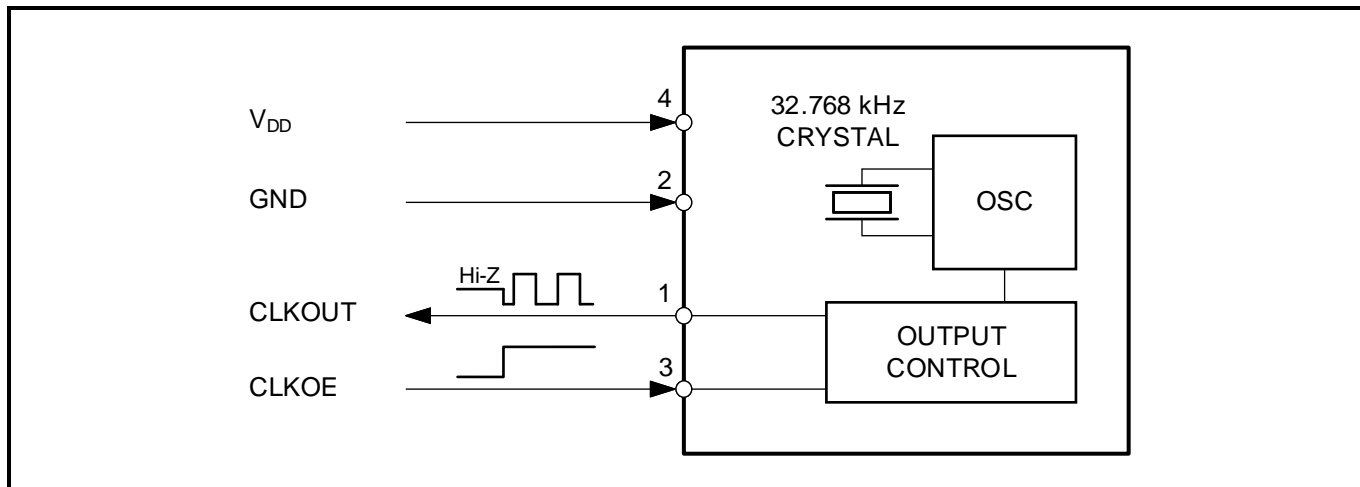 V_DD
4
GND
2
Hi-Z
CLKOUT
1
CLKOE
3
32.768 kHz
CRYSTAL
OSC
OUTPUT
CONTROL